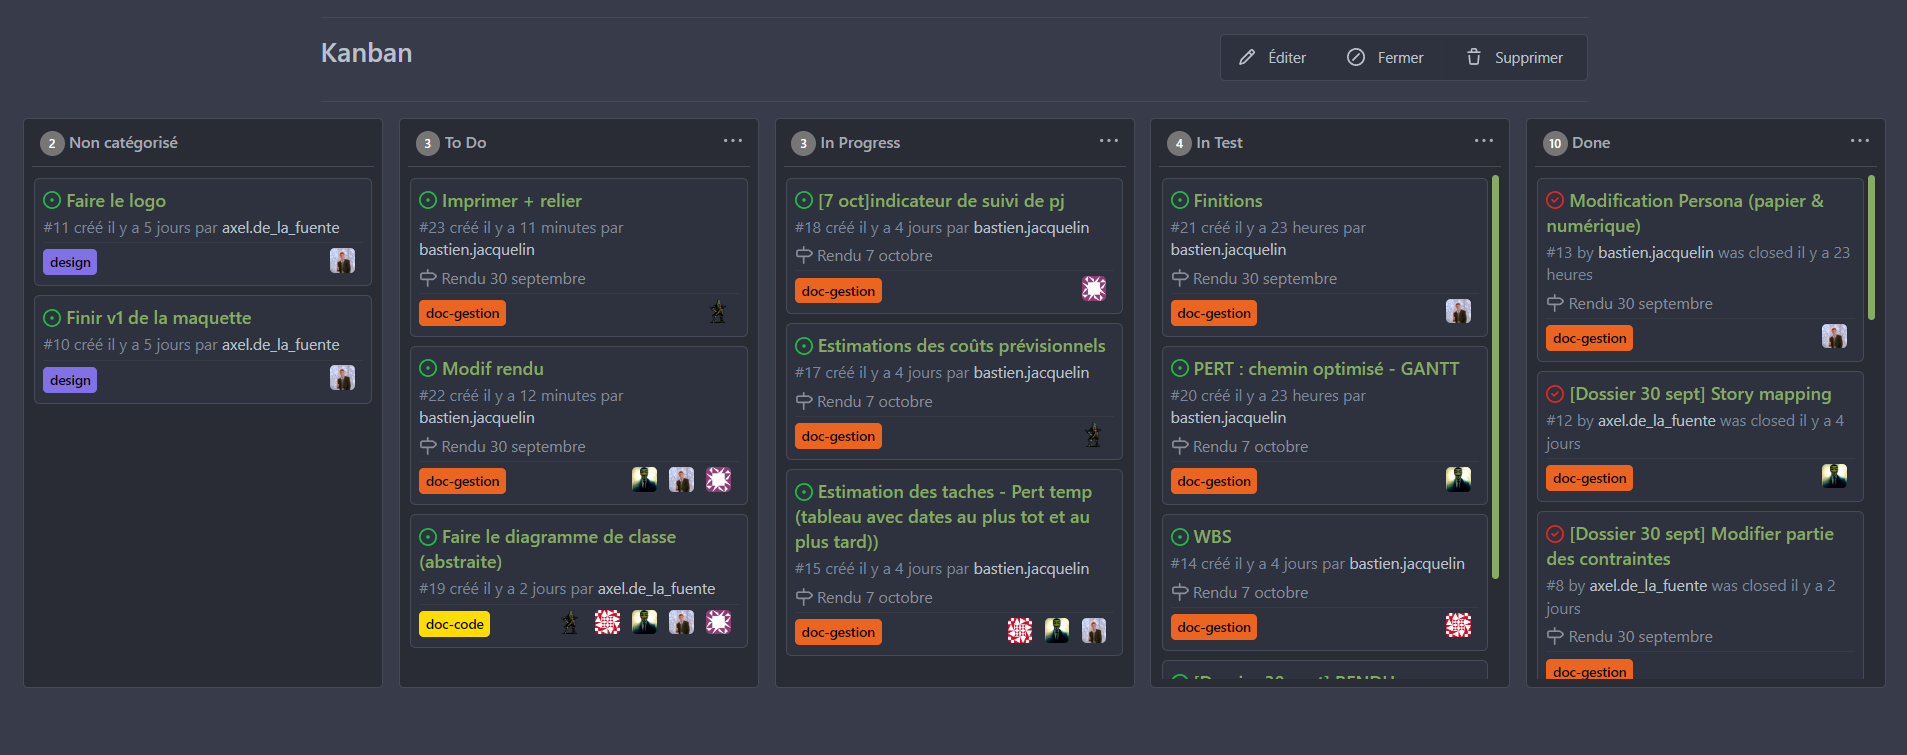 Kanban
Éditer
Fermer
Supprimer
2 Non catégorisé
Faire le logo
#11 créé il y a 5 jours par axel.de_la_fuente
design
Finir v1 de la maquette
#10 créé il y a 5 jours par axel.de_la_fuente
design
3 To Do
Imprimer + relier
#23 créé il y a 11 minutes par
bastien.jacquelin
Rendu 30 septembre
doc-gestion
Modif rendu
#22 créé il y a 12 minutes par
bastien.jacquelin
Rendu 30 septembre
doc-gestion
Faire le diagramme de classe
(abstraite)
#19 créé il y a 2 jours par axel.de_la_fuente
doc-code
3 In Progress
[7 oct]indicateur de suivi de pj
#18 créé il y a 4 jours par bastien.jacquelin
Rendu 7 octobre
doc-gestion
Estimations des coûts prévisionnels
#17 créé il y a 4 jours par bastien.jacquelin
Rendu 7 octobre
doc-gestion
Estimation des taches - Pert temp
(tableau avec dates au plus tot et au
plus tard))
#15 créé il y a 4 jours par bastien.jacquelin
Rendu 7 octobre
doc-gestion
4 In Test
Finitions
#21 créé il y a 23 heures par
bastien.jacquelin
Rendu 30 septembre
doc-gestion
PERT : chemin optimisé - GANTT
#20 créé il y a 23 heures par
bastien.jacquelin
Rendu 7 octobre
doc-gestion
WBS
#14 créé il y a 4 jours par bastien.jacquelin
Rendu 7 octobre
doc-gestion
10 Done
Modification Persona (papier &
numérique)
#13 by bastien.jacquelin was closed il y a 23
heures
Rendu 30 septembre
doc-gestion
[Dossier 30 sept] Story mapping
#12 by axel.de_la_fuente was closed il y a 4
jours
doc-gestion
[Dossier 30 sept] Modifier partie
des contraintes
#8 by axel.de_la_fuente was closed il y a 2
jours
Rendu 30 septembre
doc-gestion